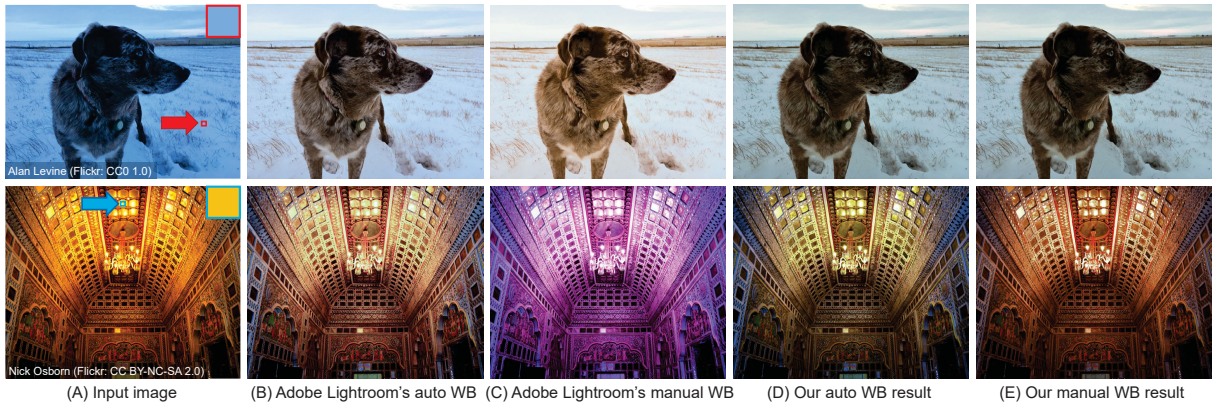 Alan Levine (Flickr: CC0 1.0)
Nick Osborn (Flickr: CC BY-NC-SA 2.0)
(A) Input image
(B) Adobe Lightroom's auto WB
(C) Adobe Lightroom's manual WB
(D) Our auto WB result
(E) Our manual WB result